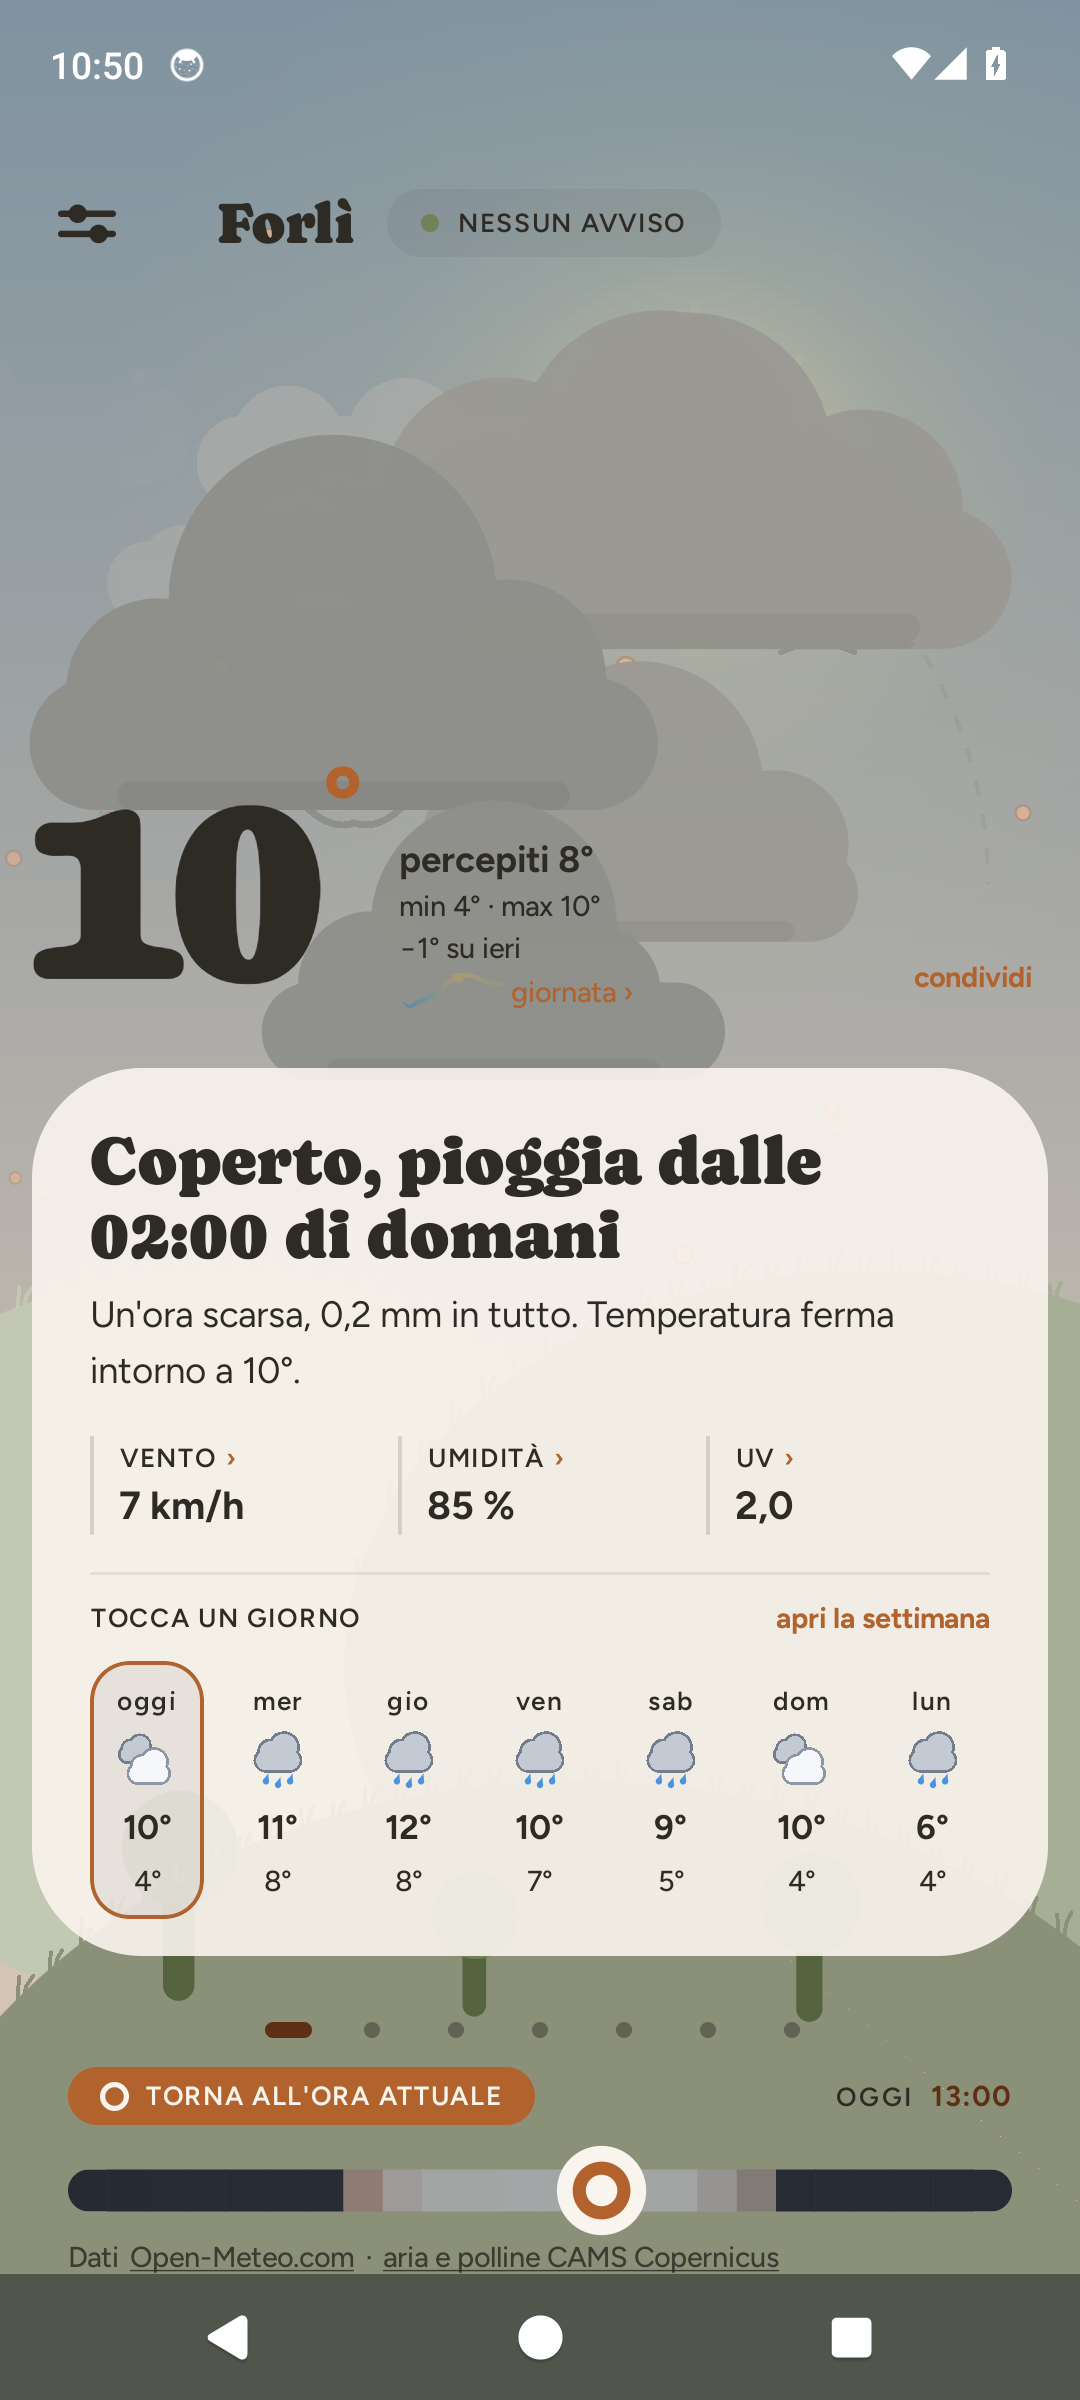 10:50
Forlì
NESSUN AVVISO
10
percepiti 8°
min 4° · max 10°
−1° su ieri
giornata ›
condividi
Coperto, pioggia dalle
02:00 di domani
Un'ora scarsa, 0,2 mm in tutto. Temperatura ferma
intorno a 10°.
VENTO › UMIDITÀ › UV ›
7 km/h 85 % 2,0
TOCCA UN GIORNO apri la settimana
oggi mer gio ven sab dom lun
10° 11° 12° 10° 9° 10° 6°
4° 8° 8° 7° 5° 4° 4°
TORNA ALL'ORA ATTUALE OGGI 13:00
Dati Open-Meteo.com · aria e polline CAMS Copernicus